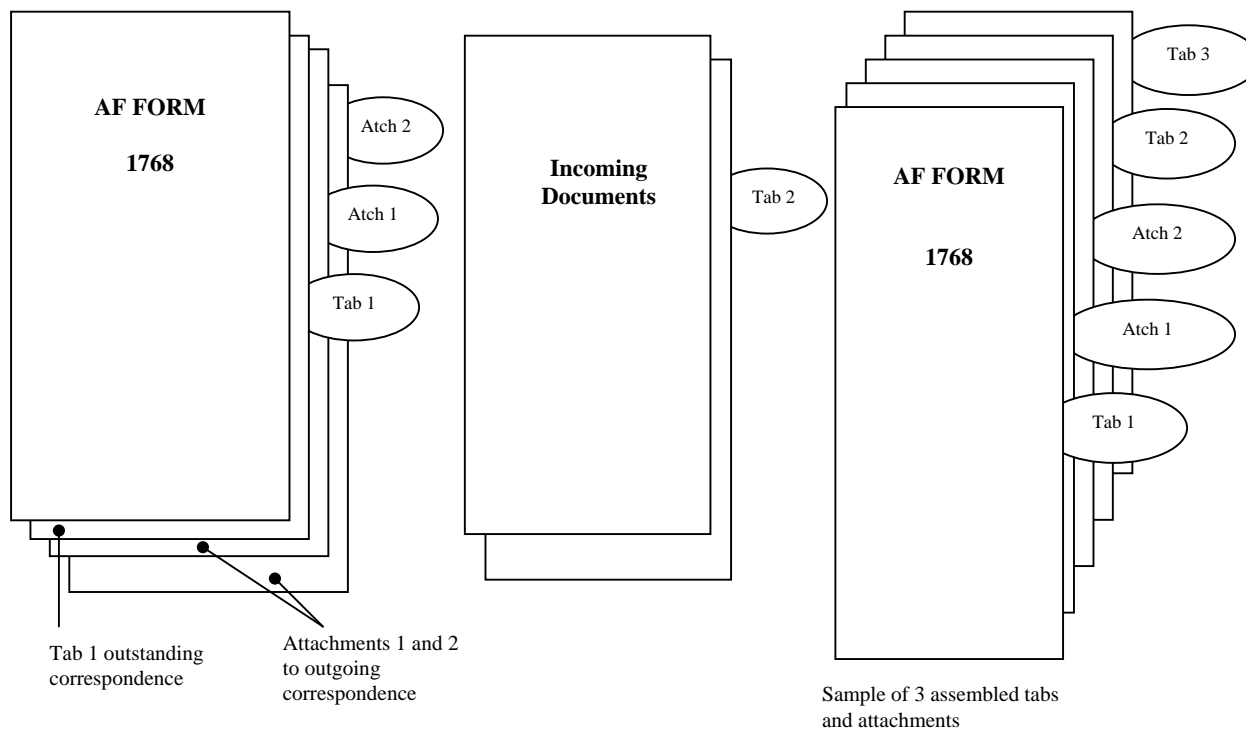 AF FORM
1768
Atch 2
Atch 1
Tab 1
Tab 1 outstanding
correspondence
Attachments 1 and 2
to outgoing
correspondence
Incoming
Documents
Tab 2
AF FORM
1768
Tab 3
Tab 2
Atch 2
Atch 1
Tab 1
Sample of 3 assembled tabs
and attachments